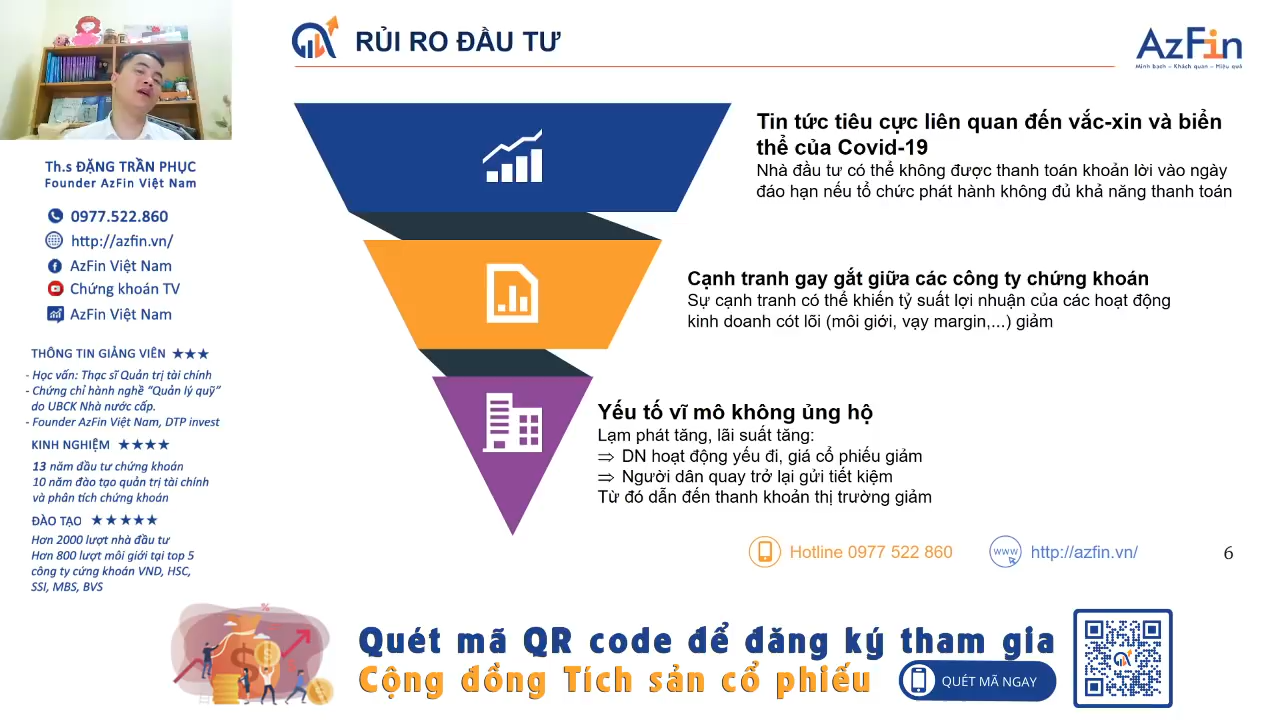 RỦI RO ĐẦU TƯ
AzFin
Minh bạch – Khách quan – Hiệu quả
Th.s ĐẶNG TRẦN PHỤC
Founder AzFin Việt Nam
0977.522.860
http://azfin.vn/
AzFin Việt Nam
Chứng khoán TV
AzFin Việt Nam
THÔNG TIN GIẢNG VIÊN ★★★
- Học vấn: Thạc sĩ Quản trị tài chính
- Chứng chỉ hành nghề “Quản lý quỹ”
do UBCK Nhà nước cấp.
- Founder AzFin Việt Nam, DTP invest
KINH NGHIỆM ★★★★
13 năm đầu tư chứng khoán
10 năm đào tạo quản trị tài chính
và phân tích chứng khoán
ĐÀO TẠO ★★★★★
Hơn 2000 lượt nhà đầu tư
Hơn 800 lượt môi giới tại top 5
công ty cứng khoán VND, HSC,
SSI, MBS, BVS
Tin tức tiêu cực liên quan đến vắc-xin và biển
thể của Covid-19
Nhà đầu tư có thể không được thanh toán khoản lời vào ngày
đáo hạn nếu tổ chức phát hành không đủ khả năng thanh toán
Cạnh tranh gay gắt giữa các công ty chứng khoán
Sự cạnh tranh có thể khiến tỷ suất lợi nhuận của các hoạt động
kinh doanh cót lõi (môi giới, vạy margin,...) giảm
Yếu tố vĩ mô không ủng hộ
Lạm phát tăng, lãi suất tăng:
⇒ DN hoạt động yếu đi, giá cổ phiếu giảm
⇒ Người dân quay trở lại gửi tiết kiệm
Từ đó dẫn đến thanh khoản thị trường giảm
Hotline 0977 522 860
www
http://azfin.vn/
6
Quét mã QR code để đăng ký tham gia
Cộng đồng Tích sản cổ phiếu
QUÉT MÃ NGAY